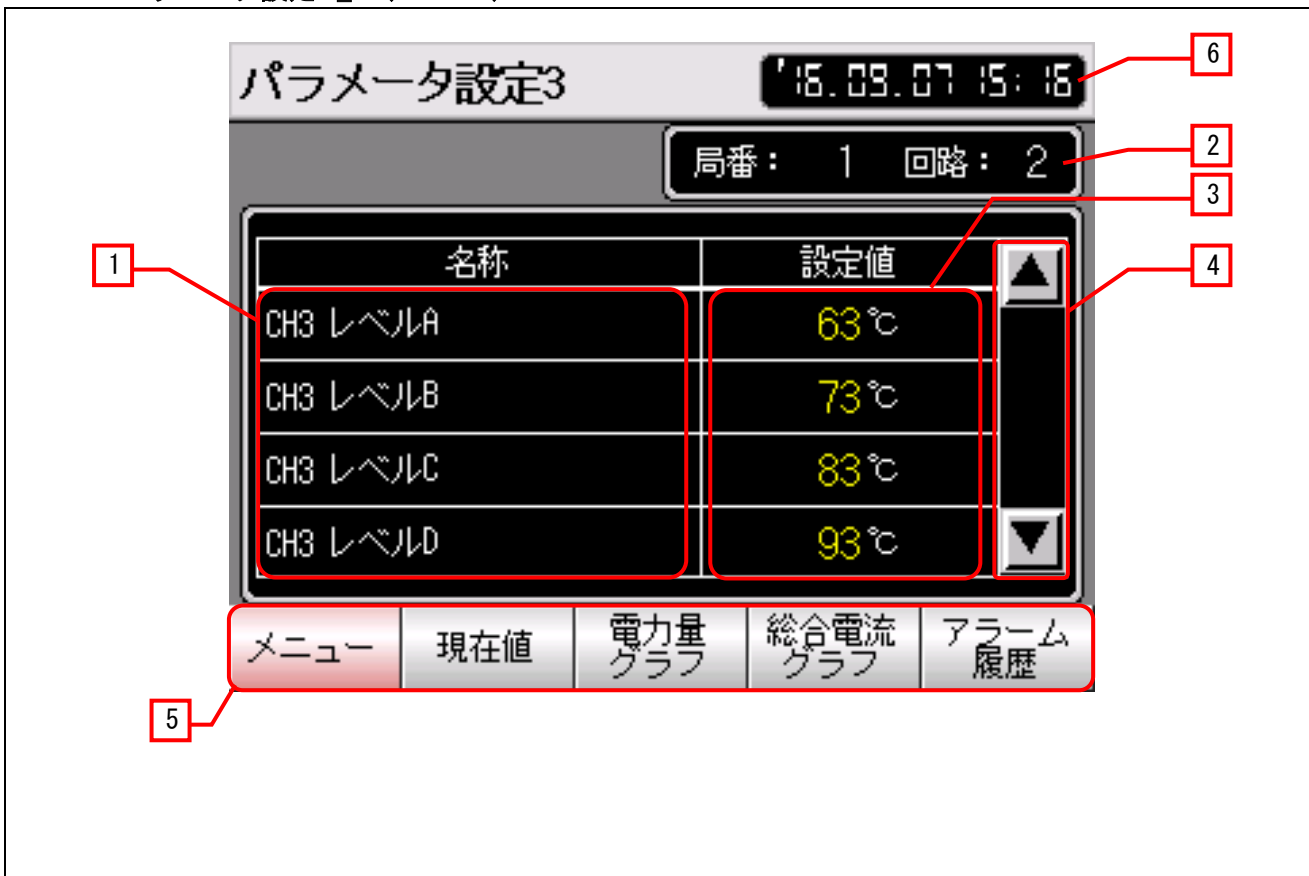 パラメータ設定3
'16.09.07 15:16
6
局番： 1 回路： 2
2
3
1
名称 設定値
4
CH3 レベルA 63℃
CH3 レベルB 73℃
CH3 レベルC 83℃
CH3 レベルD 93℃
メニュー 現在値 電力量グラフ 総合電流グラフ アラーム履歴
5